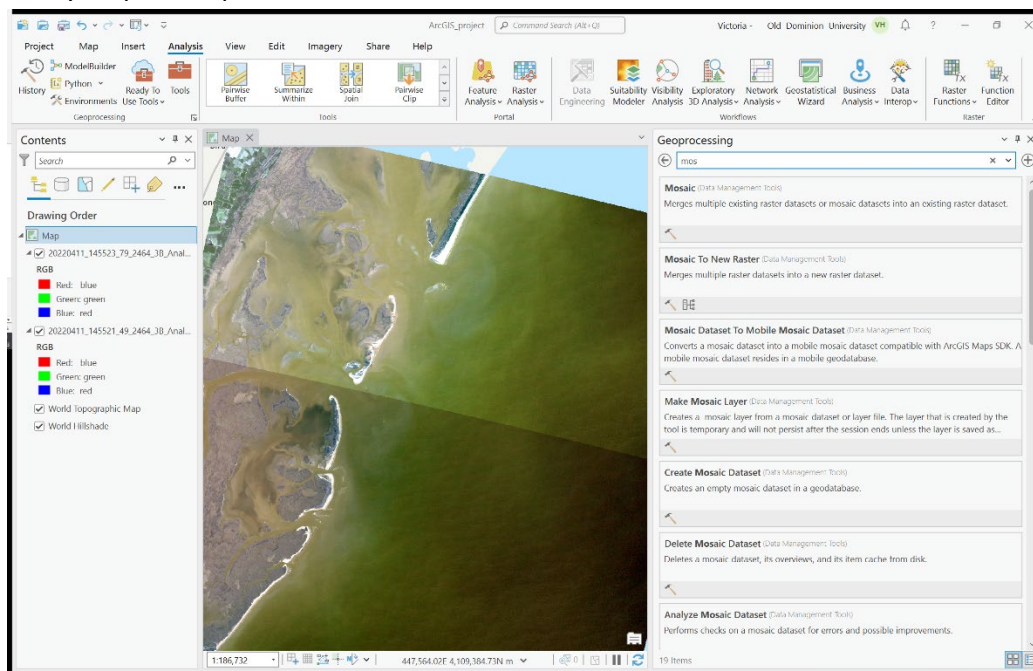 ArcGIS_project
Command Search (Alt+Q)
Victoria - Old Dominion University
VH
?
Project Map Insert Analysis View Edit Imagery Share Help
History
ModelBuilder
Python
Environments
Ready To Use Tools
Tools
Geoprocessing
Pairwise Buffer
Summarize Within
Spatial Join
Pairwise Clip
Tools
Feature Analysis
Raster Analysis
Portal
Data Engineering
Suitability Modeler
Visibility Analysis
Exploratory 3D Analysis
Network Analysis
Geostatistical Wizard
Business Analysis
Data Interop
Workflows
Raster Functions
Function Editor
Raster
Contents
Search
Drawing Order
Map
20220411_145523_79_2464_3B_Anal...
RGB
Red: blue
Green: green
Blue: red
20220411_145521_49_2464_3B_Anal...
RGB
Red: blue
Green: green
Blue: red
World Topographic Map
World Hillshade
Map
1:186,732
447,564.02E 4,109,384.73N m
0
Geoprocessing
mos
Mosaic (Data Management Tools)
Merges multiple existing raster datasets or mosaic datasets into an existing raster dataset.
Mosaic To New Raster (Data Management Tools)
Merges multiple raster datasets into a new raster dataset.
Mosaic Dataset To Mobile Mosaic Dataset (Data Management Tools)
Converts a mosaic dataset into a mobile mosaic dataset compatible with ArcGIS Maps SDK. A
mobile mosaic dataset resides in a mobile geodatabase.
Make Mosaic Layer (Data Management Tools)
Creates a mosaic layer from a mosaic dataset or layer file. The layer that is created by the
tool is temporary and will not persist after the session ends unless the layer is saved as...
Create Mosaic Dataset (Data Management Tools)
Creates an empty mosaic dataset in a geodatabase.
Delete Mosaic Dataset (Data Management Tools)
Deletes a mosaic dataset, its overviews, and its item cache from disk.
Analyze Mosaic Dataset (Data Management Tools)
Performs checks on a mosaic dataset for errors and possible improvements.
19 Items